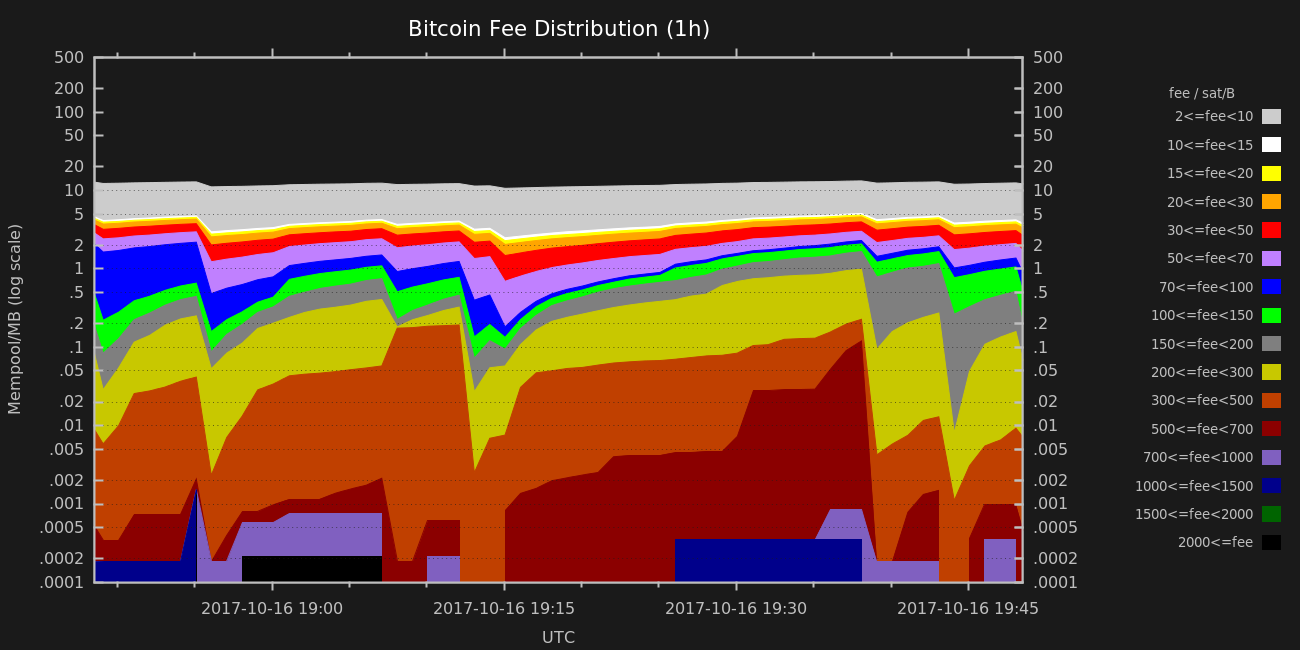 Bitcoin Fee Distribution (1h)
500
200
100
50
20
10
5
2
1
.5
.2
.1
.05
.02
.01
.005
.002
.001
.0005
.0002
.0001
Mempool/MB (log scale)
500
200
100
50
20
10
5
2
1
.5
.2
.1
.05
.02
.01
.005
.002
.001
.0005
.0002
.0001
2017-10-16 19:00 2017-10-16 19:15 2017-10-16 19:30 2017-10-16 19:45
UTC
fee / sat/B
2<=fee<10
10<=fee<15
15<=fee<20
20<=fee<30
30<=fee<50
50<=fee<70
70<=fee<100
100<=fee<150
150<=fee<200
200<=fee<300
300<=fee<500
500<=fee<700
700<=fee<1000
1000<=fee<1500
1500<=fee<2000
2000<=fee